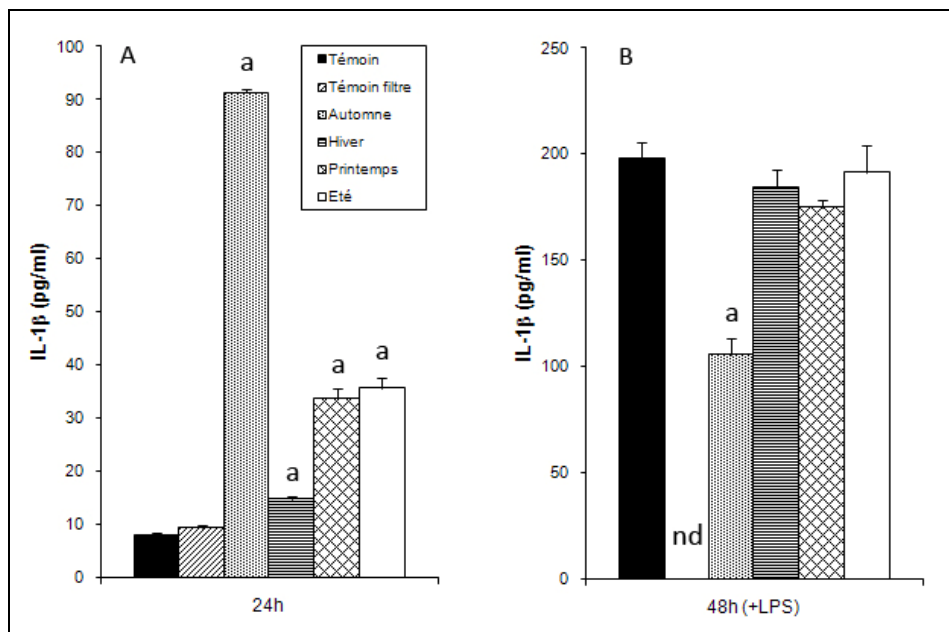 A
a
a
a
a
Témoin
Témoin filtre
Automne
Hiver
Printemps
Eté
100
90
80
70
60
50
40
30
20
10
0
IL-1β (pg/ml)
24h
B
a
nd
250
200
150
100
50
0
IL-1β (pg/ml)
48h (+LPS)